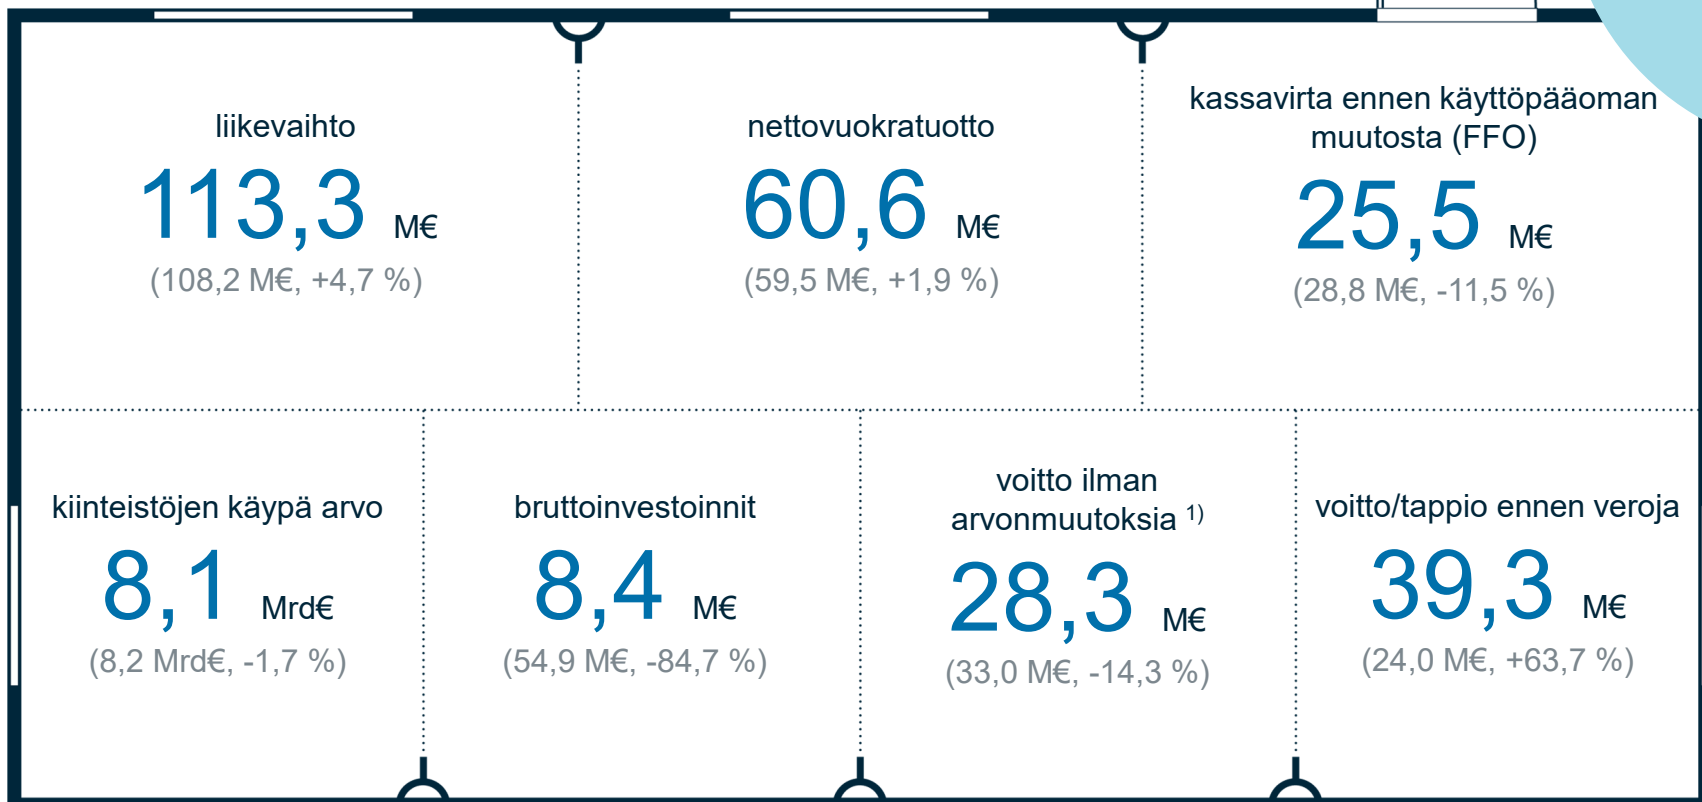 liikevaihto
113,3 M€
(108,2 M€, +4,7 %)
nettovuokratuotto
60,6 M€
(59,5 M€, +1,9 %)
kassavirta ennen käyttöpääoman
muutosta (FFO)
25,5 M€
(28,8 M€, -11,5 %)
kiinteistöjen käypä arvo
8,1 Mrd€
(8,2 Mrd€, -1,7 %)
bruttoinvestoinnit
8,4 M€
(54,9 M€, -84,7 %)
voitto ilman
arvonmuutoksia ¹⁾
28,3 M€
(33,0 M€, -14,3 %)
voitto/tappio ennen veroja
39,3 M€
(24,0 M€, +63,7 %)